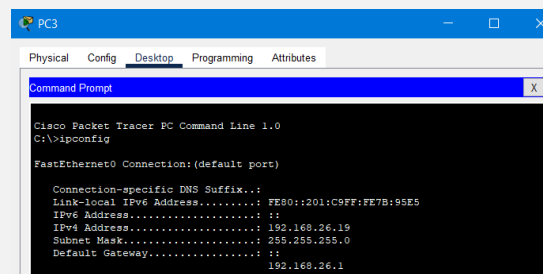 PC3
Physical Config Desktop Programming Attributes
Command Prompt X
Cisco Packet Tracer PC Command Line 1.0
C:\>ipconfig
FastEthernet0 Connection:(default port)
Connection-specific DNS Suffix..:
Link-local IPv6 Address.........: FE80::201:C9FF:FE7B:95E5
IPv6 Address....................: ::
IPv4 Address....................: 192.168.26.19
Subnet Mask.....................: 255.255.255.0
Default Gateway.................: ::
192.168.26.1